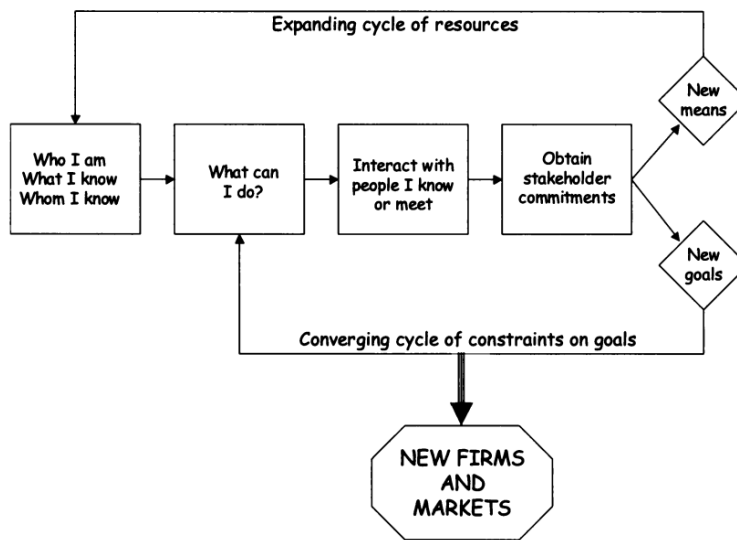 Expanding cycle of resources
New
means
Who I am
What I know
Whom I know
What can
I do?
Interact with
people I know
or meet
Obtain
stakeholder
commitments
New
goals
Converging cycle of constraints on goals
NEW FIRMS
AND
MARKETS